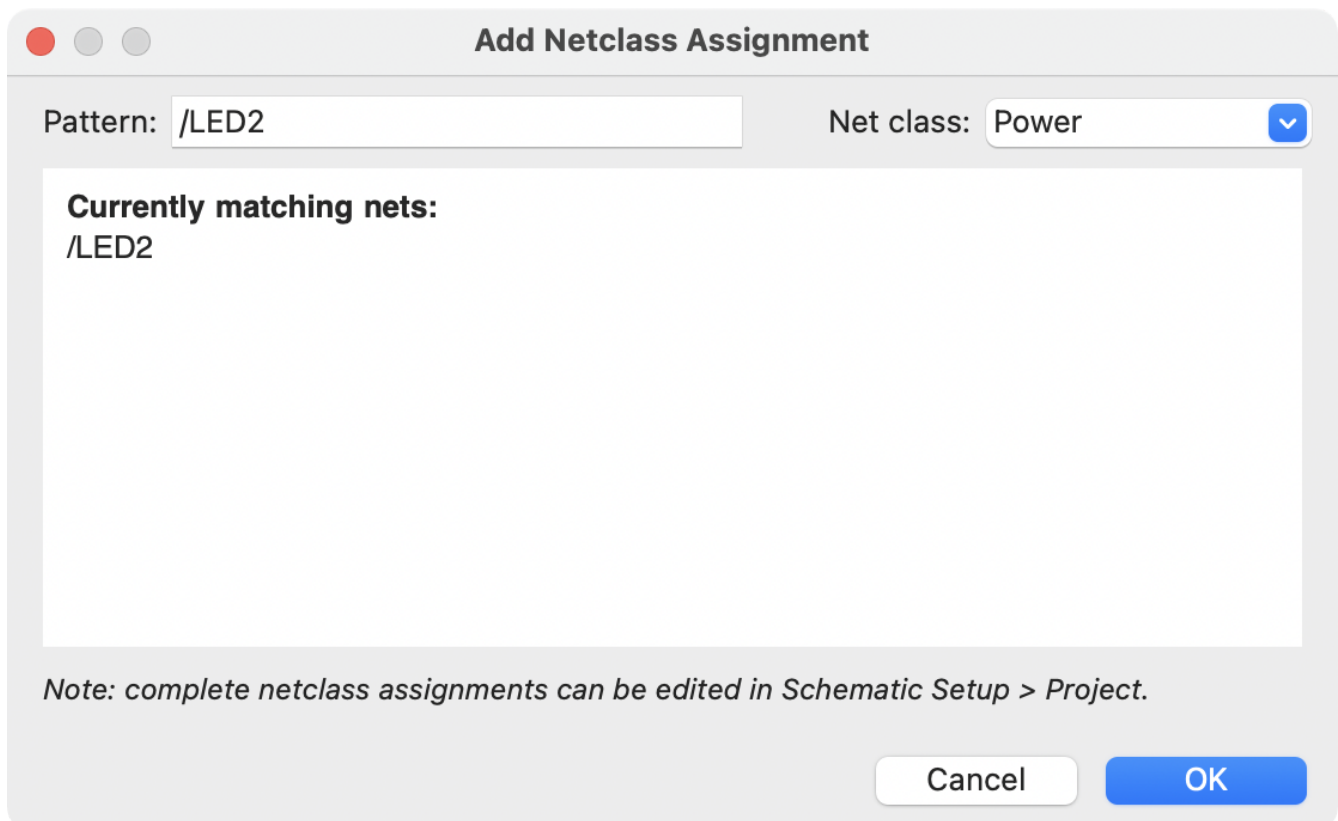 Add Netclass Assignment
Pattern: /LED2 Net class: Power
Currently matching nets:
/LED2
Note: complete netclass assignments can be edited in Schematic Setup > Project.
Cancel OK